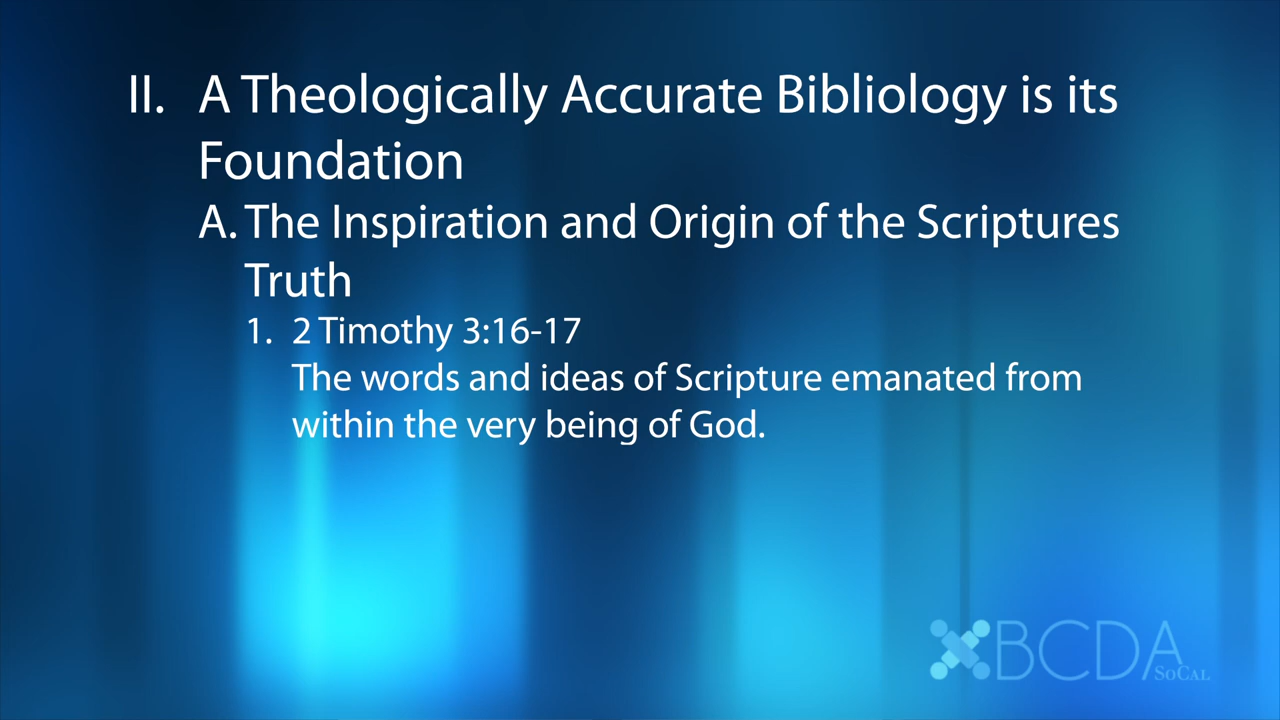 II. A Theologically Accurate Bibliology is its
Foundation
A. The Inspiration and Origin of the Scriptures
Truth
1. 2 Timothy 3:16-17
The words and ideas of Scripture emanated from
within the very being of God.
BCDA
SoCal